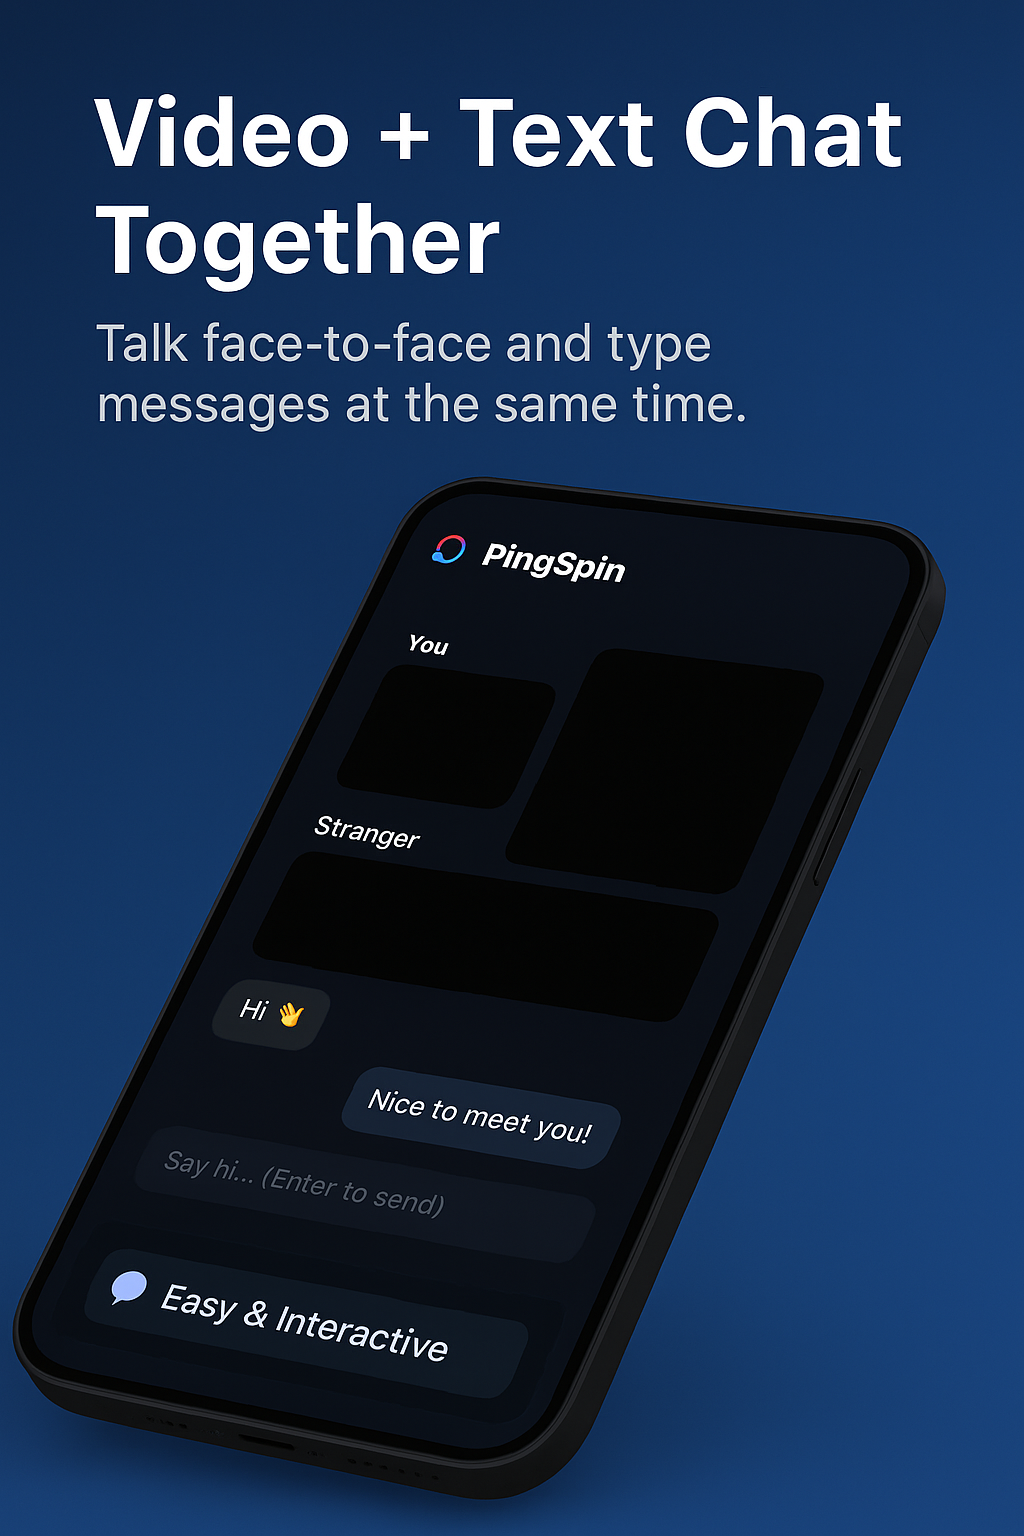 Video + Text Chat
Together
Talk face-to-face and type
messages at the same time.
PingSpin
You
Stranger
Hi 👋
Nice to meet you!
Say hi... (Enter to send)
Easy & Interactive